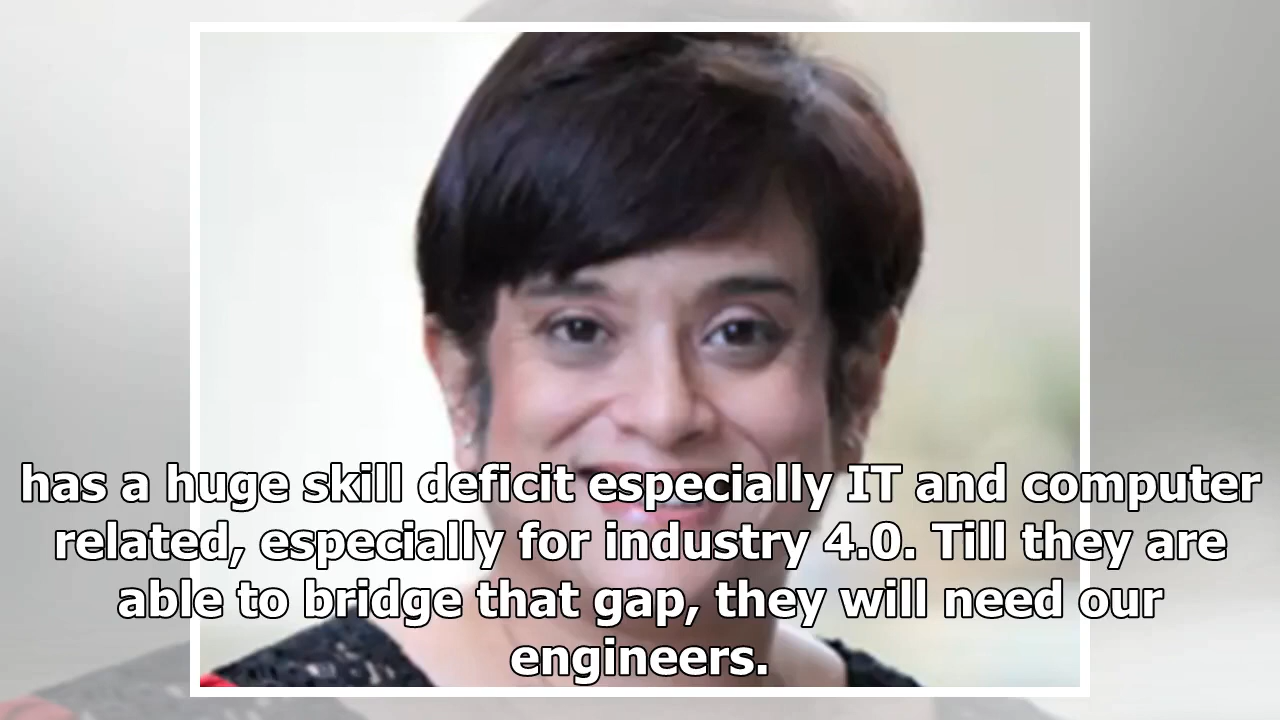 has a huge skill deficit especially IT and computer
related, especially for industry 4.0. Till they are
able to bridge that gap, they will need our
engineers.